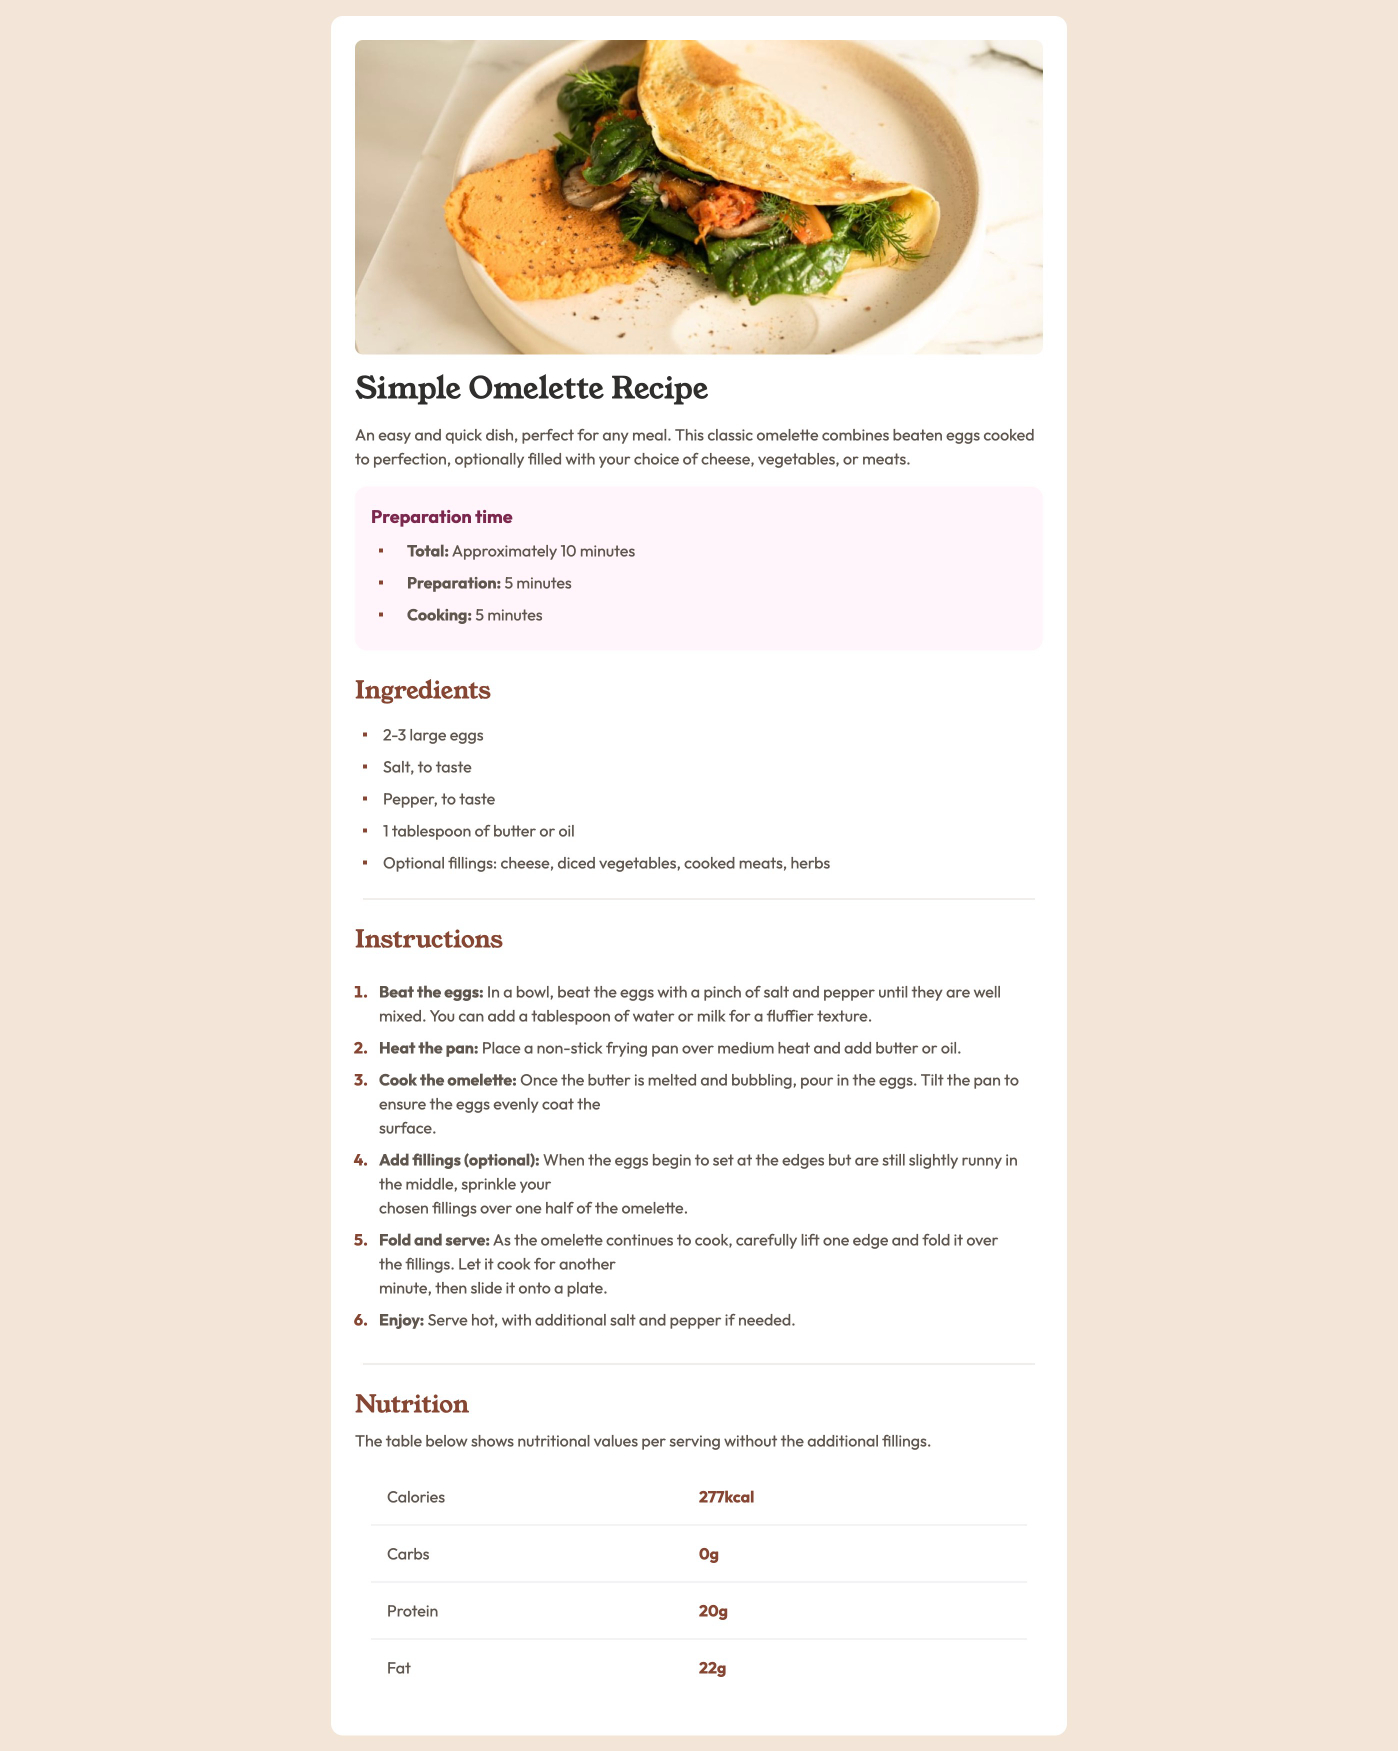 Simple Omelette Recipe
An easy and quick dish, perfect for any meal. This classic omelette combines beaten eggs cooked
to perfection, optionally filled with your choice of cheese, vegetables, or meats.
Preparation time
▪ Total: Approximately 10 minutes
▪ Preparation: 5 minutes
▪ Cooking: 5 minutes
Ingredients
▪ 2-3 large eggs
▪ Salt, to taste
▪ Pepper, to taste
▪ 1 tablespoon of butter or oil
▪ Optional fillings: cheese, diced vegetables, cooked meats, herbs
Instructions
1. Beat the eggs: In a bowl, beat the eggs with a pinch of salt and pepper until they are well
mixed. You can add a tablespoon of water or milk for a fluffier texture.
2. Heat the pan: Place a non-stick frying pan over medium heat and add butter or oil.
3. Cook the omelette: Once the butter is melted and bubbling, pour in the eggs. Tilt the pan to
ensure the eggs evenly coat the
surface.
4. Add fillings (optional): When the eggs begin to set at the edges but are still slightly runny in
the middle, sprinkle your
chosen fillings over one half of the omelette.
5. Fold and serve: As the omelette continues to cook, carefully lift one edge and fold it over
the fillings. Let it cook for another
minute, then slide it onto a plate.
6. Enjoy: Serve hot, with additional salt and pepper if needed.
Nutrition
The table below shows nutritional values per serving without the additional fillings.
Calories 277kcal
Carbs 0g
Protein 20g
Fat 22g